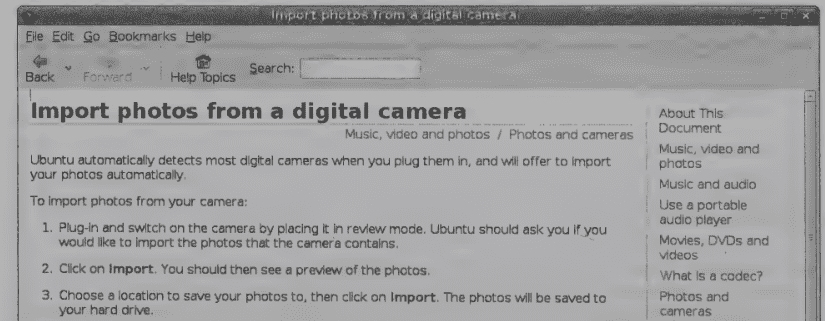 Import photos from a digital camera
File Edit Go Bookmarks Help
Back Forward Help Topics Search:
Import photos from a digital camera
Music, video and photos / Photos and cameras
Ubuntu automatically detects most digital cameras when you plug them in, and will offer to import
your photos automatically.
To import photos from your camera:
1. Plug-in and switch on the camera by placing it in review mode. Ubuntu should ask you if you
would like to import the photos that the camera contains.
2. Click on Import. You should then see a preview of the photos.
3. Choose a location to save your photos to, then click on Import. The photos will be saved to
your hard drive.
About This
Document
Music, video and
photos
Music and audio
Use a portable
audio player
Movies, DVDs and
videos
What is a codec?
Photos and
cameras